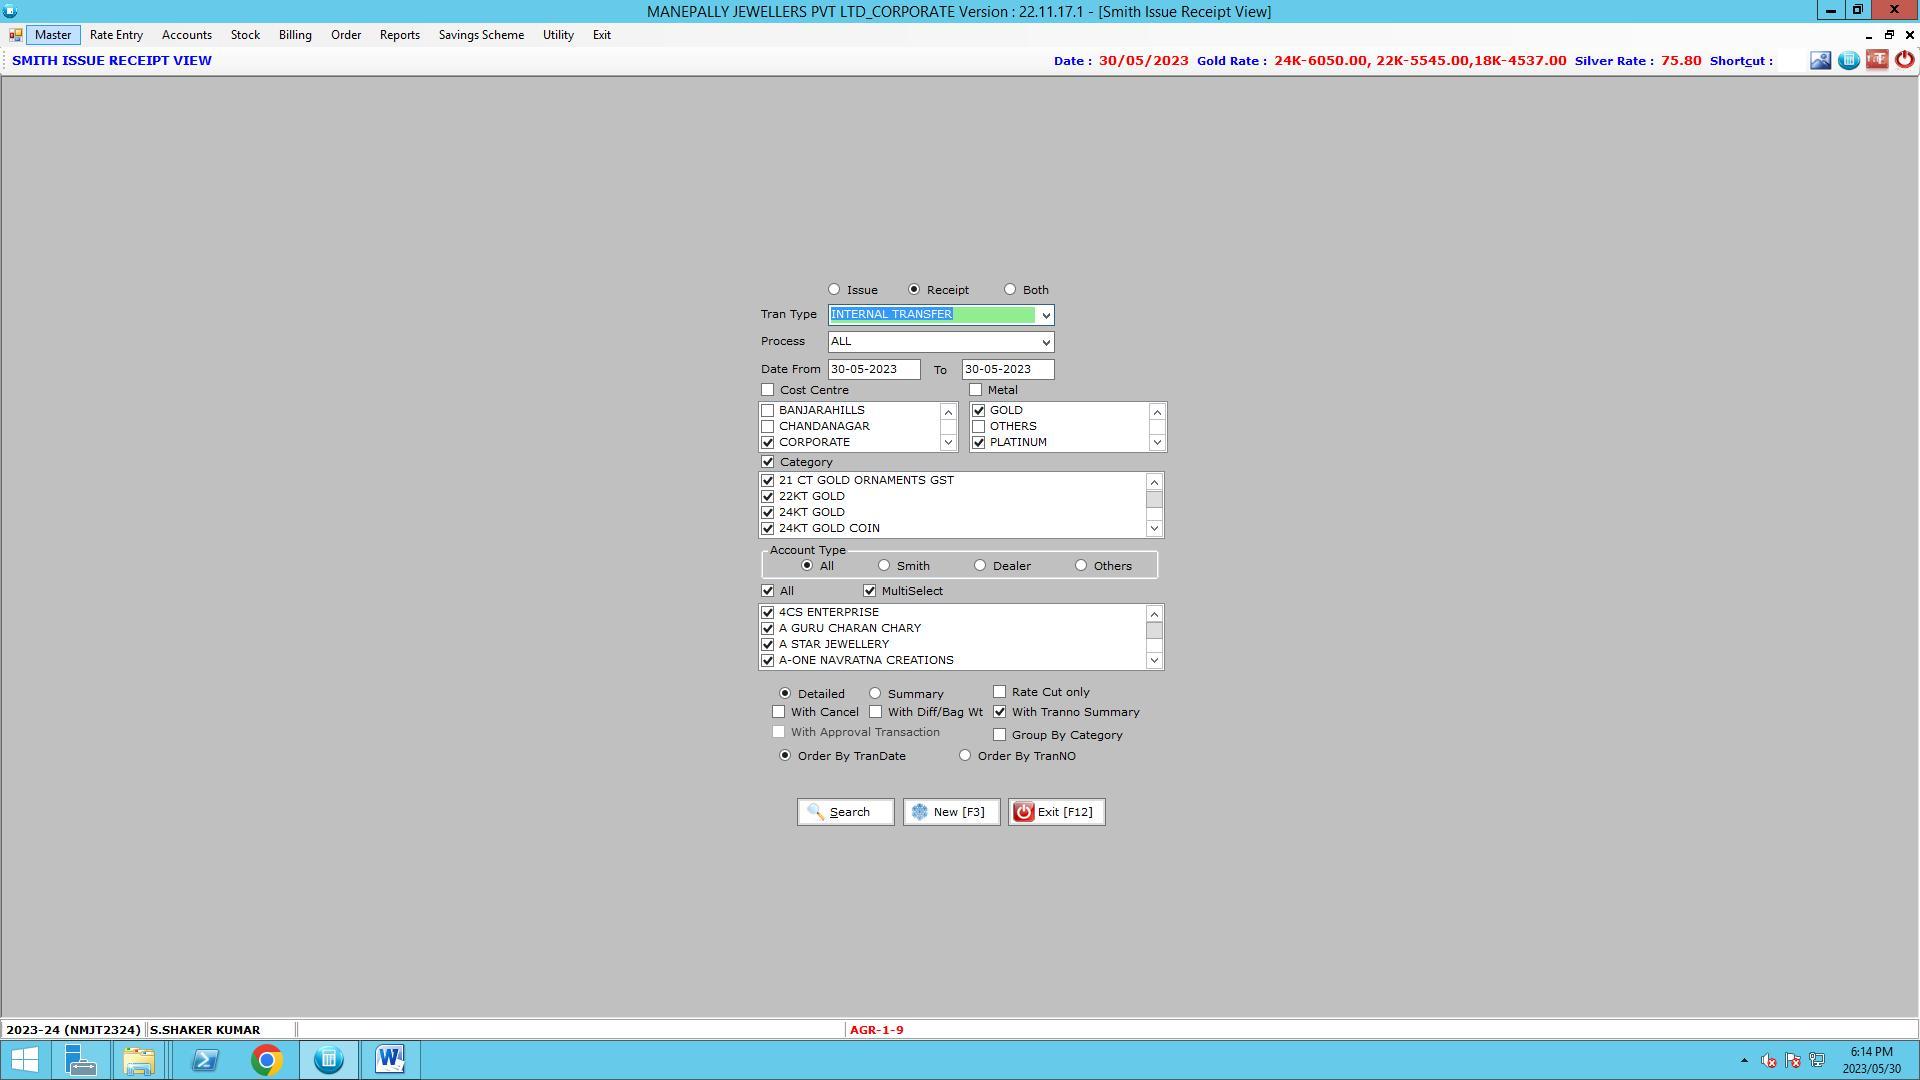 MANEPALLY JEWELLERS PVT LTD_CORPORATE Version : 22.11.17.1 - [Smith Issue Receipt View]
Master Rate Entry Accounts Stock Billing Order Reports Savings Scheme Utility Exit
SMITH ISSUE RECEIPT VIEW Date : 30/05/2023 Gold Rate : 24K-6050.00, 22K-5545.00,18K-4537.00 Silver Rate : 75.80 Shortcut :
Issue Receipt Both
Tran Type INTERNAL TRANSFER
Process ALL
Date From 30-05-2023 To 30-05-2023
Cost Centre Metal
BANJARAHILLS GOLD
CHANDANAGAR OTHERS
CORPORATE PLATINUM
Category
21 CT GOLD ORNAMENTS GST
22KT GOLD
24KT GOLD
24KT GOLD COIN
Account Type
All Smith Dealer Others
All MultiSelect
4CS ENTERPRISE
A GURU CHARAN CHARY
A STAR JEWELLERY
A-ONE NAVRATNA CREATIONS
Detailed Summary Rate Cut only
With Cancel With Diff/Bag Wt With Tranno Summary
With Approval Transaction Group By Category
Order By TranDate Order By TranNO
Search New [F3] Exit [F12]
2023-24 (NMJT2324) S.SHAKER KUMAR AGR-1-9
6:14 PM
2023/05/30